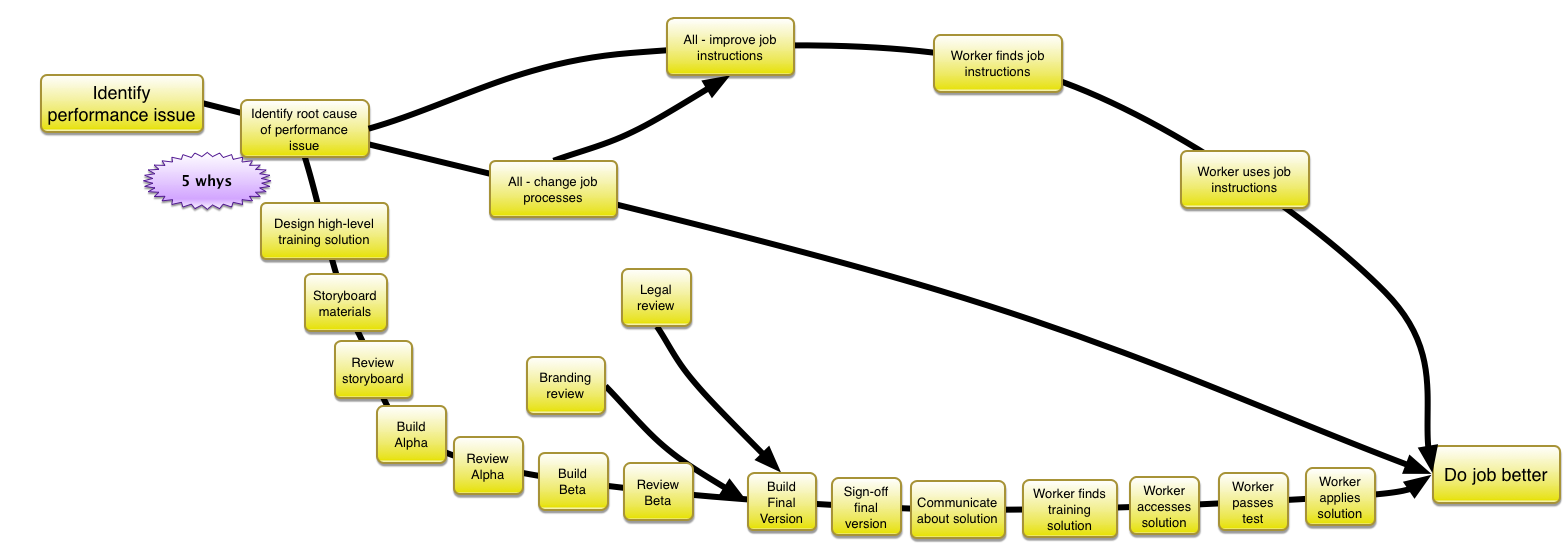 Identify
performance issue
Identify root cause
of performance
issue
5 whys
All - improve job
instructions
Worker finds job
instructions
Worker uses job
instructions
All - change job
processes
Design high-level
training solution
Storyboard
materials
Review
storyboard
Build
Alpha
Review
Alpha
Build
Beta
Review
Beta
Branding
review
Legal
review
Build
Final
Version
Sign-off
final
version
Communicate
about solution
Worker finds
training
solution
Worker
accesses
solution
Worker
passes
test
Worker
applies
solution
Do job better